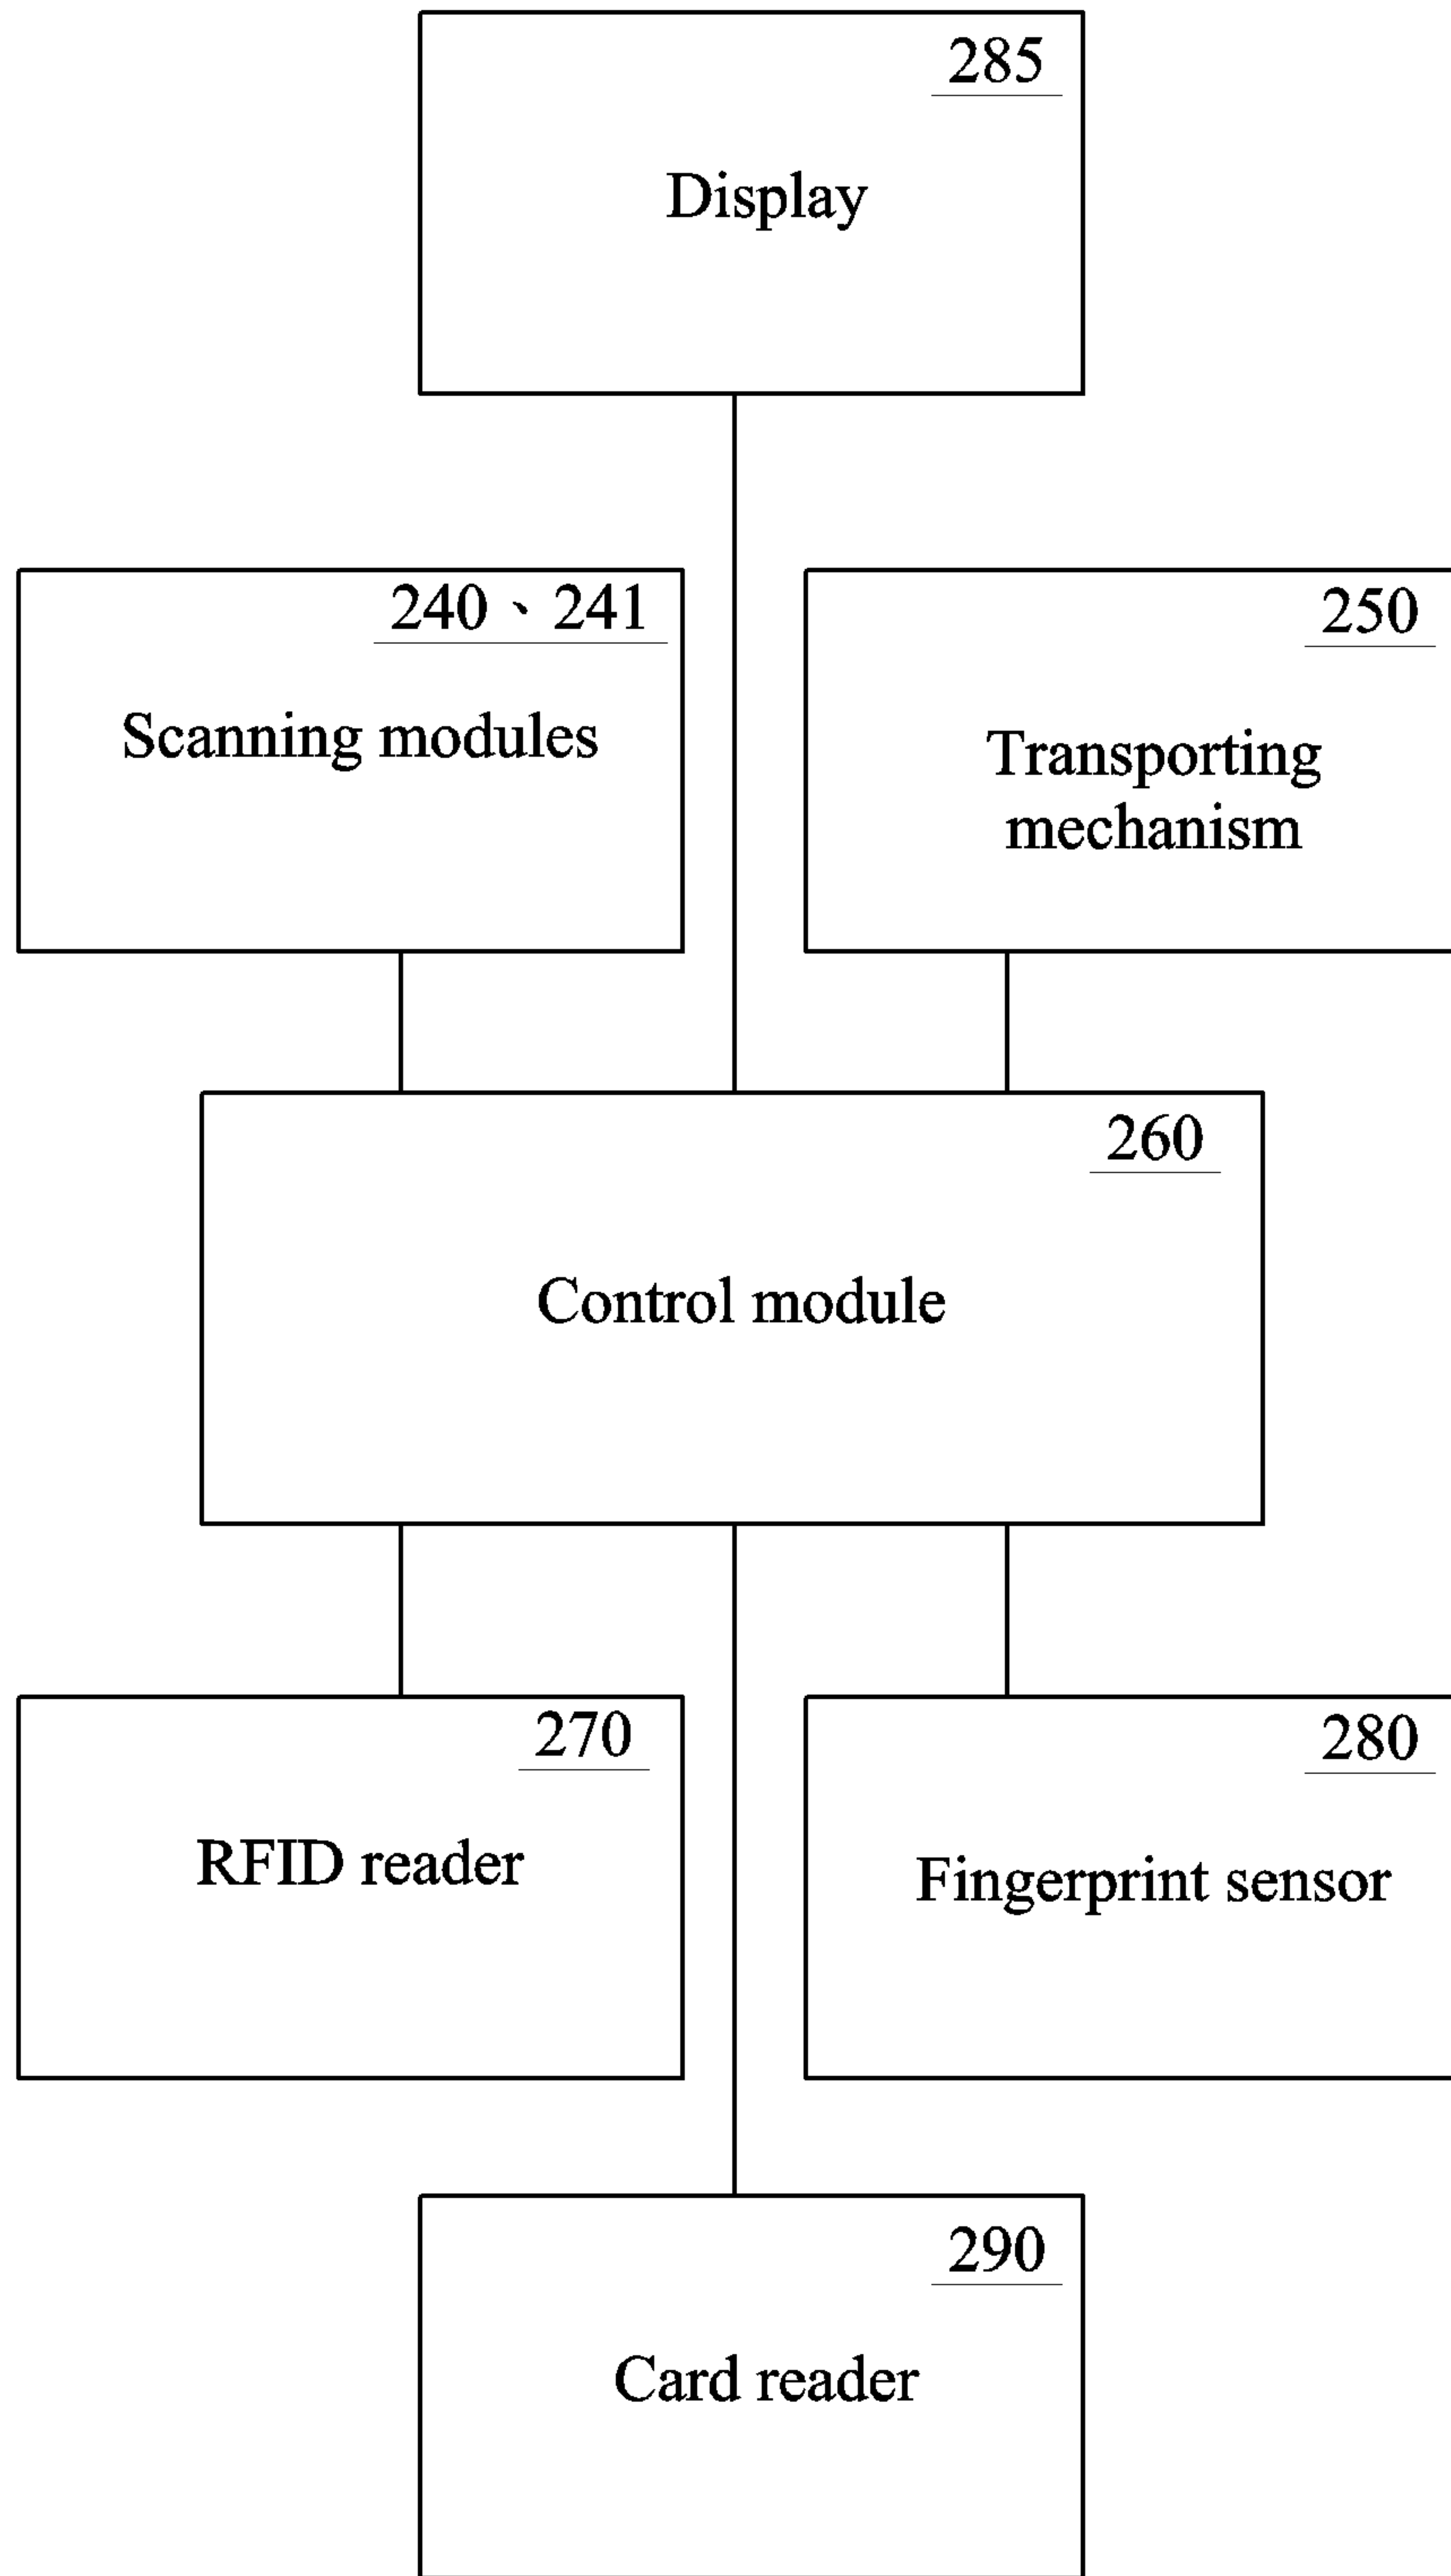 285
Display
240、241
Scanning modules
250
Transporting
mechanism
260
Control module
270
RFID reader
280
Fingerprint sensor
290
Card reader